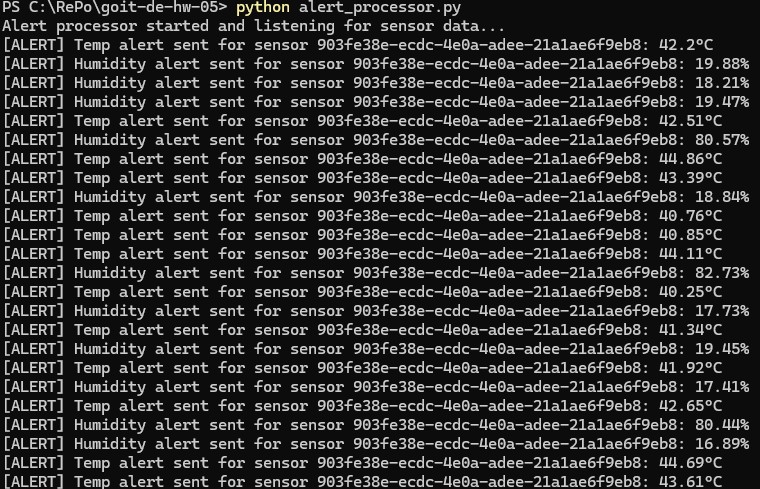 PS C:\RePo\goit-de-hw-05> python alert_processor.py
Alert processor started and listening for sensor data...
[ALERT] Temp alert sent for sensor 903fe38e-ecdc-4e0a-adee-21a1ae6f9eb8: 42.2ºC
[ALERT] Humidity alert sent for sensor 903fe38e-ecdc-4e0a-adee-21a1ae6f9eb8: 19.88%
[ALERT] Humidity alert sent for sensor 903fe38e-ecdc-4e0a-adee-21a1ae6f9eb8: 18.21%
[ALERT] Humidity alert sent for sensor 903fe38e-ecdc-4e0a-adee-21a1ae6f9eb8: 19.47%
[ALERT] Temp alert sent for sensor 903fe38e-ecdc-4e0a-adee-21a1ae6f9eb8: 42.51ºC
[ALERT] Humidity alert sent for sensor 903fe38e-ecdc-4e0a-adee-21a1ae6f9eb8: 80.57%
[ALERT] Temp alert sent for sensor 903fe38e-ecdc-4e0a-adee-21a1ae6f9eb8: 44.86ºC
[ALERT] Temp alert sent for sensor 903fe38e-ecdc-4e0a-adee-21a1ae6f9eb8: 43.39ºC
[ALERT] Humidity alert sent for sensor 903fe38e-ecdc-4e0a-adee-21a1ae6f9eb8: 18.84%
[ALERT] Temp alert sent for sensor 903fe38e-ecdc-4e0a-adee-21a1ae6f9eb8: 40.76ºC
[ALERT] Temp alert sent for sensor 903fe38e-ecdc-4e0a-adee-21a1ae6f9eb8: 40.85ºC
[ALERT] Temp alert sent for sensor 903fe38e-ecdc-4e0a-adee-21a1ae6f9eb8: 44.11ºC
[ALERT] Humidity alert sent for sensor 903fe38e-ecdc-4e0a-adee-21a1ae6f9eb8: 82.73%
[ALERT] Temp alert sent for sensor 903fe38e-ecdc-4e0a-adee-21a1ae6f9eb8: 40.25ºC
[ALERT] Humidity alert sent for sensor 903fe38e-ecdc-4e0a-adee-21a1ae6f9eb8: 17.73%
[ALERT] Temp alert sent for sensor 903fe38e-ecdc-4e0a-adee-21a1ae6f9eb8: 41.34ºC
[ALERT] Humidity alert sent for sensor 903fe38e-ecdc-4e0a-adee-21a1ae6f9eb8: 19.45%
[ALERT] Temp alert sent for sensor 903fe38e-ecdc-4e0a-adee-21a1ae6f9eb8: 41.92ºC
[ALERT] Humidity alert sent for sensor 903fe38e-ecdc-4e0a-adee-21a1ae6f9eb8: 17.41%
[ALERT] Temp alert sent for sensor 903fe38e-ecdc-4e0a-adee-21a1ae6f9eb8: 42.65ºC
[ALERT] Humidity alert sent for sensor 903fe38e-ecdc-4e0a-adee-21a1ae6f9eb8: 80.44%
[ALERT] Humidity alert sent for sensor 903fe38e-ecdc-4e0a-adee-21a1ae6f9eb8: 16.89%
[ALERT] Temp alert sent for sensor 903fe38e-ecdc-4e0a-adee-21a1ae6f9eb8: 44.69ºC
[ALERT] Temp alert sent for sensor 903fe38e-ecdc-4e0a-adee-21a1ae6f9eb8: 43.61ºC